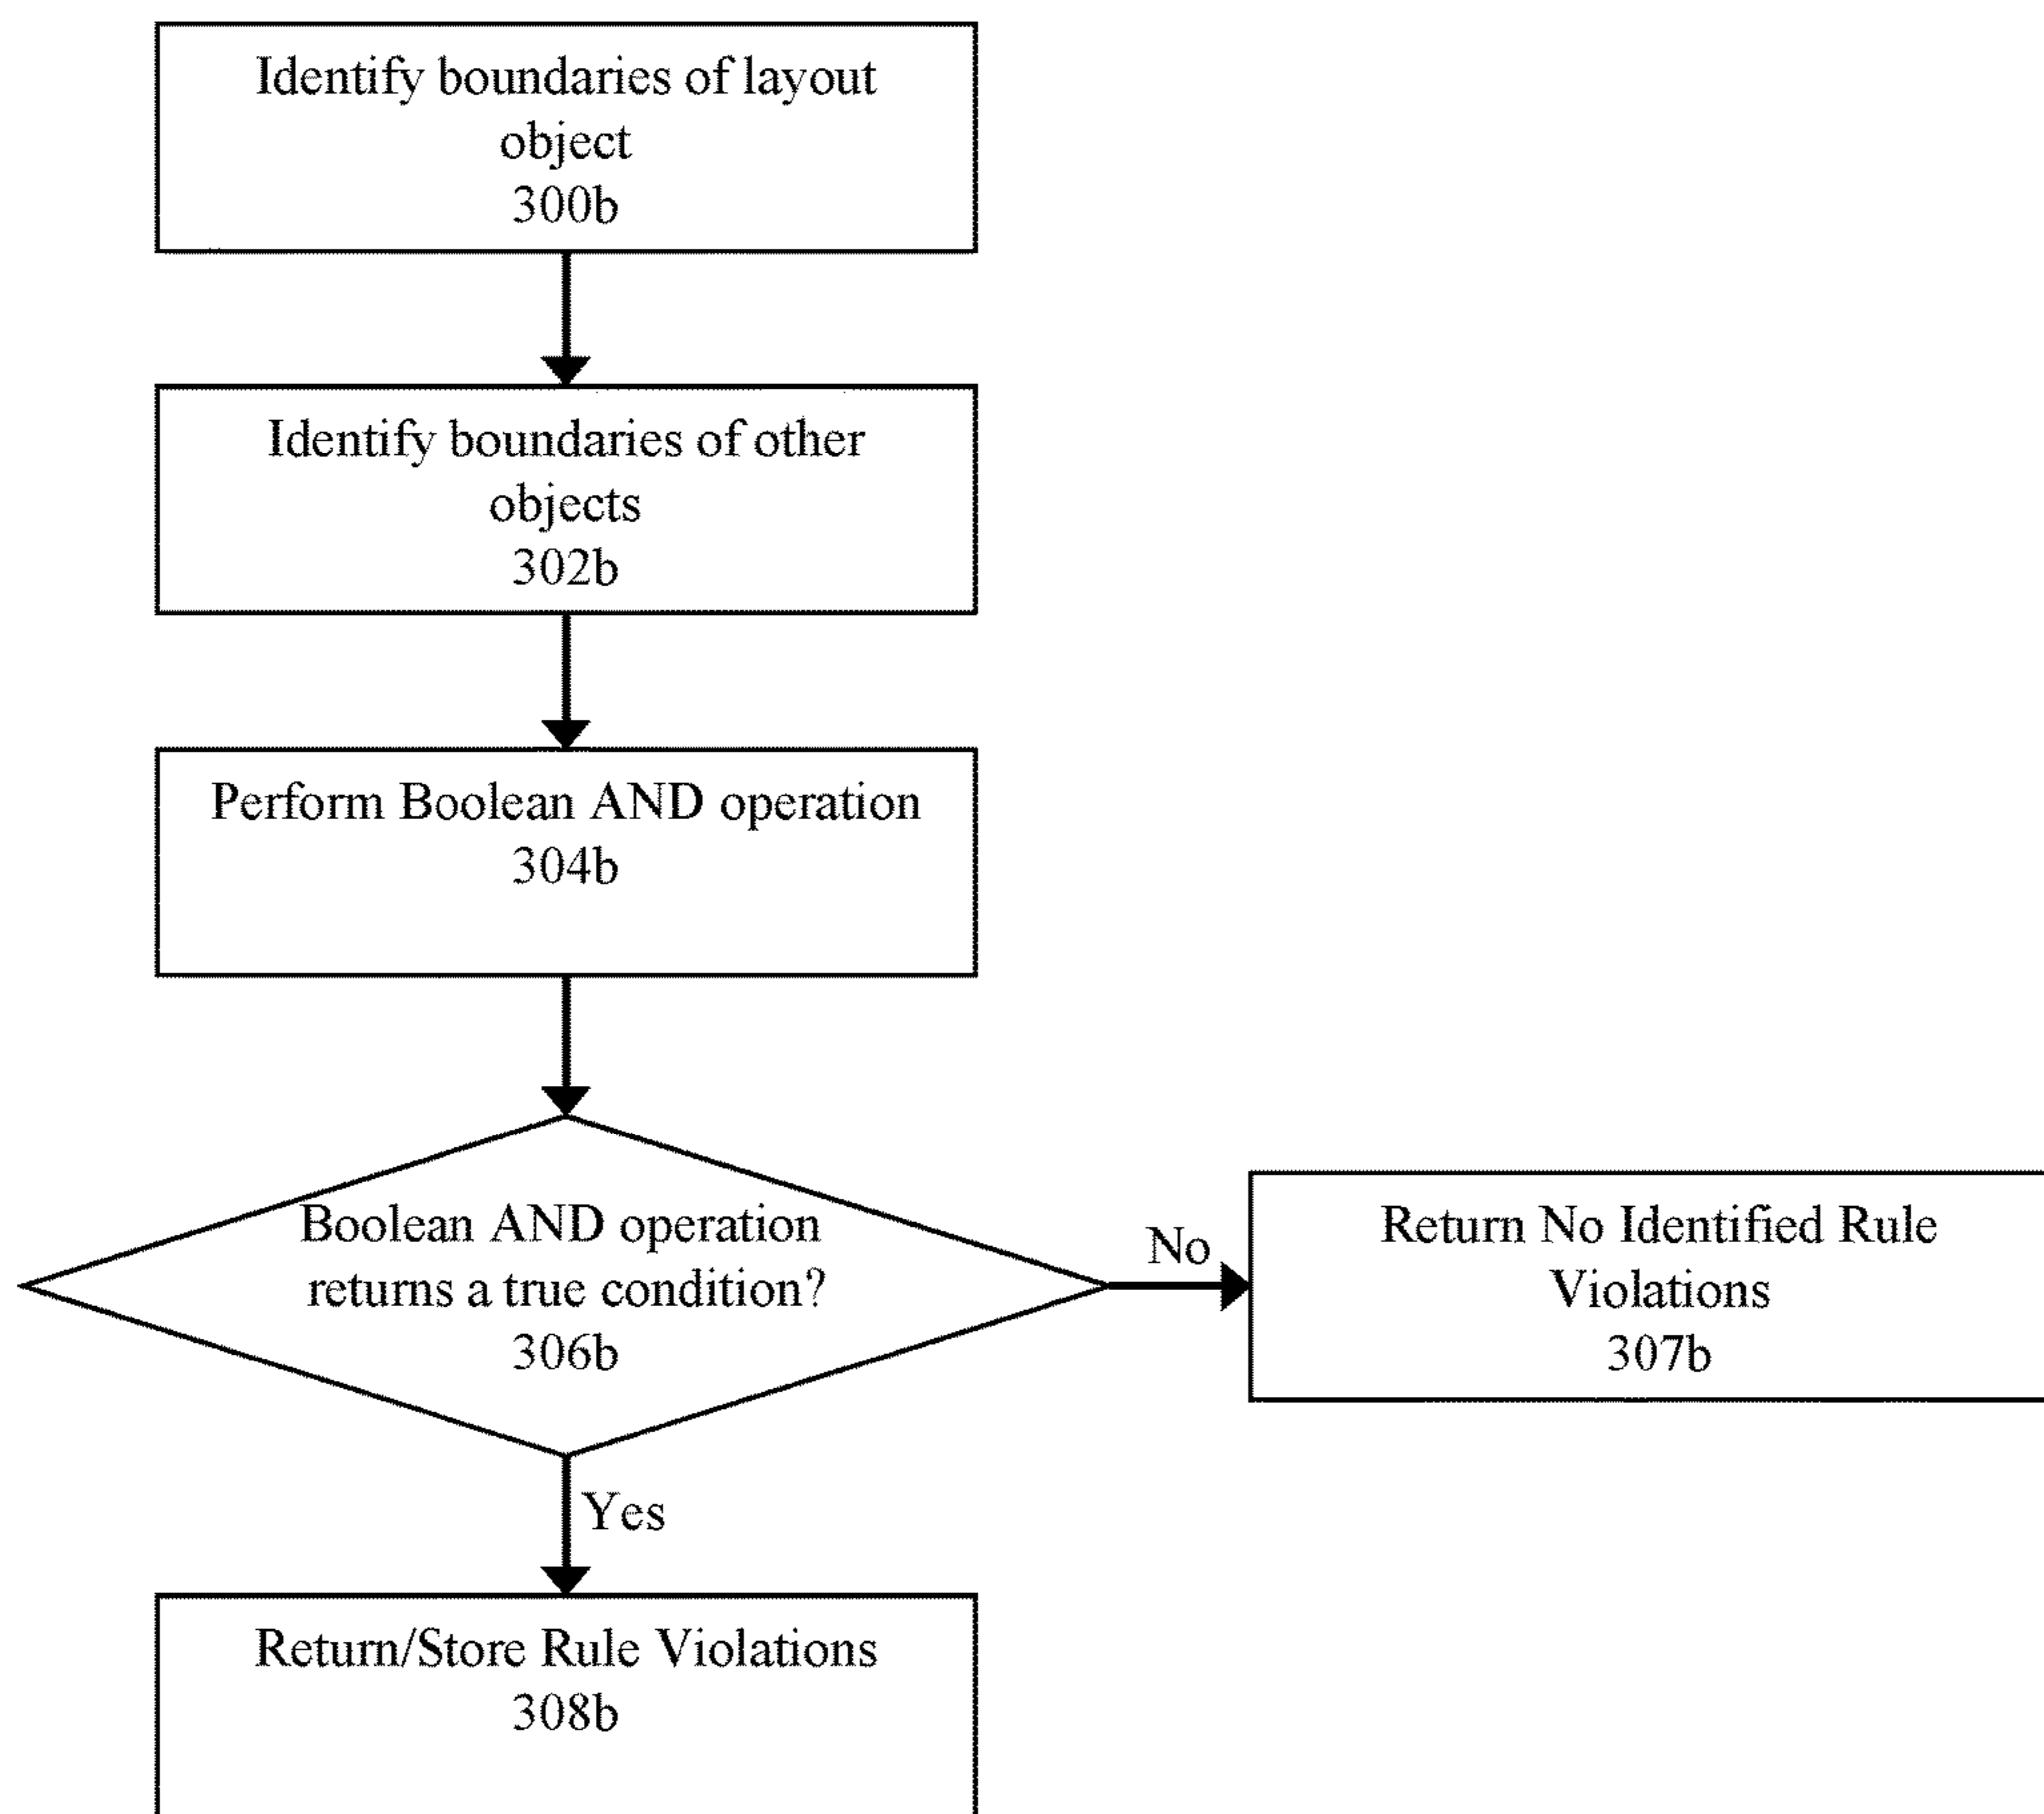 Identify boundaries of layout
object
300b
Identify boundaries of other
objects
302b
Perform Boolean AND operation
304b
Boolean AND operation
returns a true condition?
306b
No
Return No Identified Rule
Violations
307b
Yes
Return/Store Rule Violations
308b